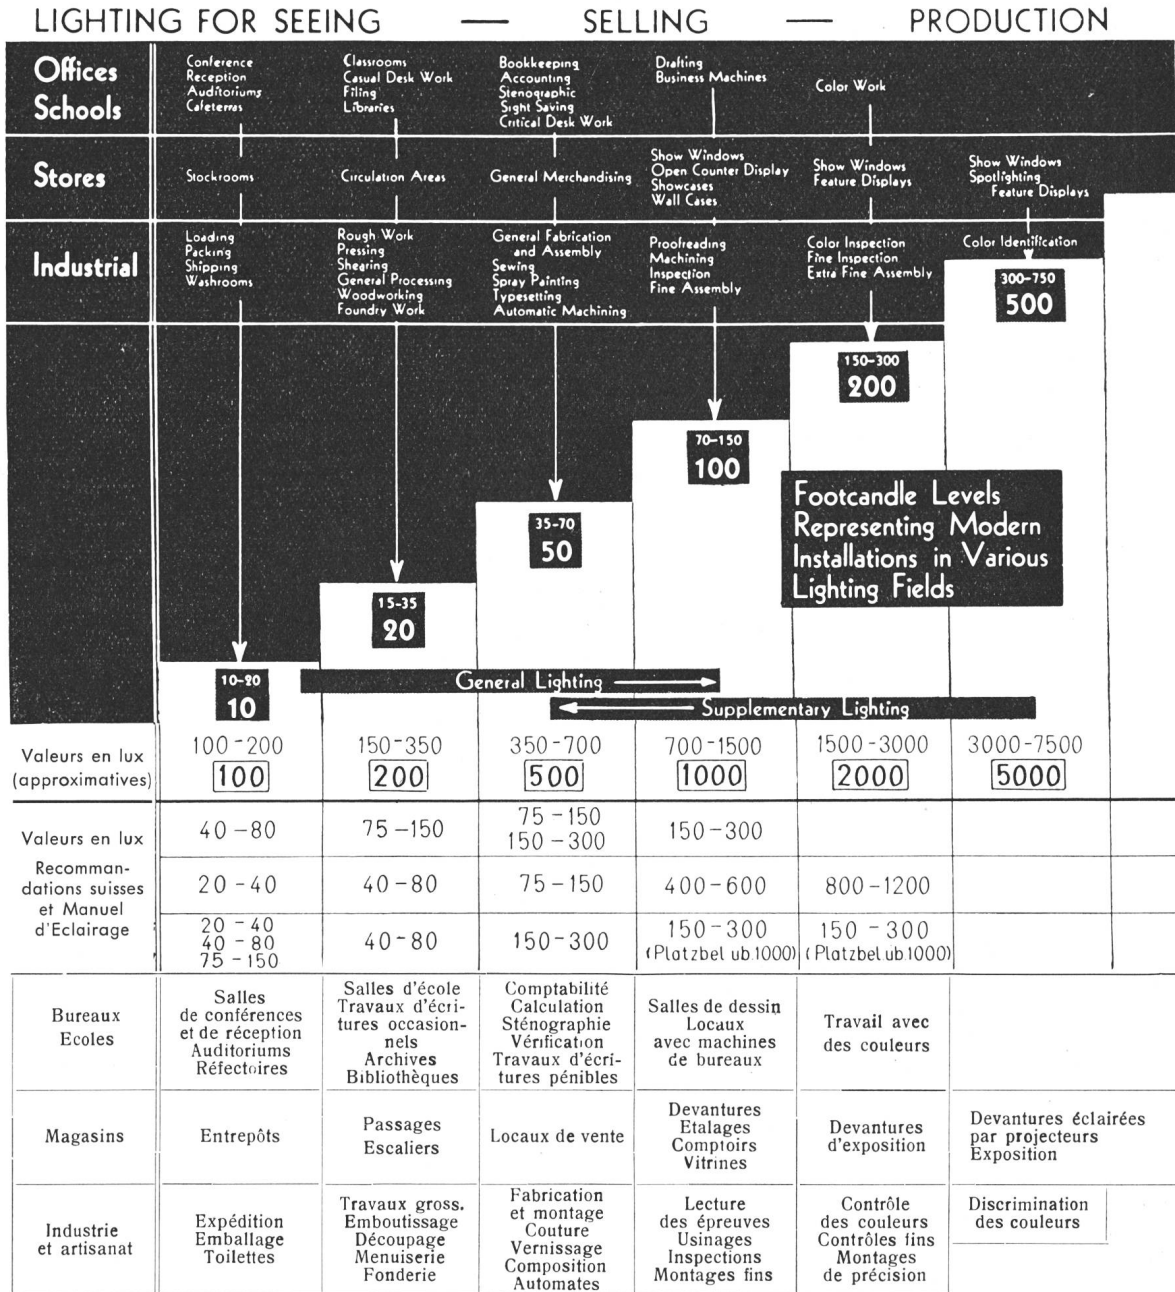 LIGHTING FOR SEEING — SELLING — PRODUCTION
Offices
Schools
Conference
Reception
Auditoriums
Cafeterias
Classrooms
Casual Desk Work
Filing
Libraries
Bookkeeping
Accounting
Stenographic
Sight Saving
Critical Desk Work
Drafting
Business Machines
Color Work
Stores
Stockrooms
Circulation Areas
General Merchandising
Show Windows
Open Counter Display
Showcases
Wall Cases
Show Windows
Feature Displays
Show Windows
Spotlighting
Feature Displays
Industrial
Loading
Packing
Shipping
Washrooms
Rough Work
Pressing
Shearing
General Processing
Woodworking
Foundry Work
General Fabrication
and Assembly
Sewing
Spray Painting
Typesetting
Automatic Machining
Proofreading
Machining
Inspection
Fine Assembly
Color Inspection
Fine Inspection
Extra Fine Assembly
Color Identification
300-750
500
150-300
200
70-150
100
35-70
50
15-35
20
10-20
10
Footcandle Levels
Representing Modern
Installations in Various
Lighting Fields
General Lighting
Supplementary Lighting
Valeurs en lux
(approximatives)
100-200
100
150-350
200
350-700
500
700-1500
1000
1500-3000
2000
3000-7500
5000
Valeurs en lux
Recomman-
dations suisses
et Manuel
d'Eclairage
40-80
75-150
75-150
150-300
150-300
20-40
40-80
75-150
400-600
800-1200
20-40
40-80
75-150
40-80
150-300
150-300
(Platzbel ub.1000)
150-300
(Platzbel.ub.1000)
Bureaux
Ecoles
Salles
de conférences
et de réception
Auditoriums
Réfectoires
Salles d'école
Travaux d'écri-
tures occasion-
nels
Archives
Bibliothèques
Comptabilité
Calculation
Sténographie
Vérification
Travaux d'écri-
tures pénibles
Salles de dessin
Locaux
avec machines
de bureaux
Travail avec
des couleurs
Magasins
Entrepôts
Passages
Escaliers
Locaux de vente
Devantures
Etalages
Comptoirs
Vitrines
Devantures
d'exposition
Devantures éclairées
par projecteurs
Exposition
Industrie
et artisanat
Expédition
Emballage
Toilettes
Travaux gross.
Emboutissage
Découpage
Menuiserie
Fonderie
Fabrication
et montage
Couture
Vernissage
Composition
Automates
Lecture
des épreuves
Usinages
Inspections
Montages fins
Contrôle
des couleurs
Contrôles fins
Montages
de précision
Discrimination
des couleurs